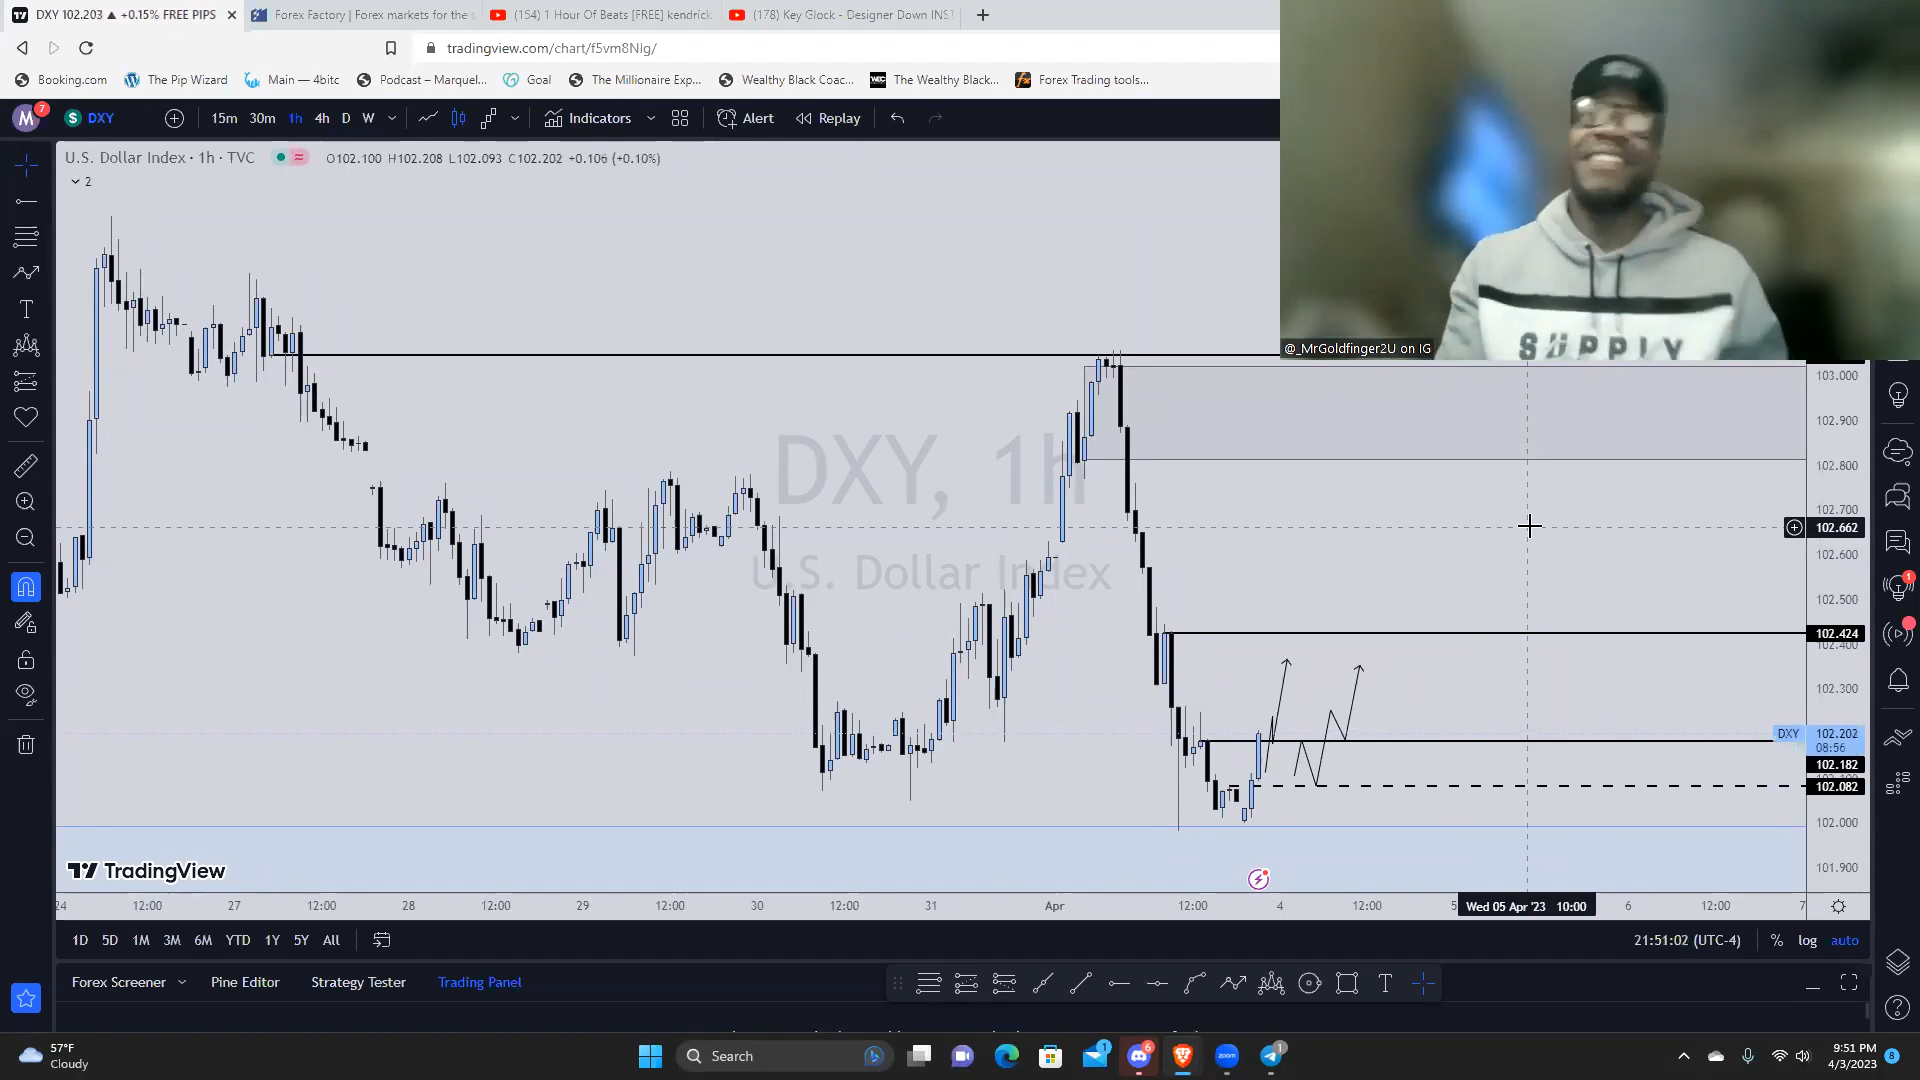 DXY 102.203 ▲ +0.15% FREE PIPS
Forex Factory | Forex markets for the s
(154) 1 Hour Of Beats [FREE] kendrick
(178) Key Glock - Designer Down INST
tradingview.com/chart/f5vm8NIg/
Booking.com
The Pip Wizard
Main — 4bitc
Podcast – Marquel...
Goal
The Millionaire Exp...
Wealthy Black Coac...
WBC
The Wealthy Black...
Forex Trading tools...
M
7
DXY
15m 30m 1h 4h D W
Indicators
Alert
Replay
U.S. Dollar Index · 1h · TVC
O102.100 H102.208 L102.093 C102.202 +0.106 (+0.10%)
2
SUPPLY
@_MrGoldfinger2U on IG
DXY, 1h
U.S. Dollar Index
103.000
102.900
102.800
102.700
102.662
102.600
102.500
102.424
102.400
102.300
DXY 102.202
08:56
102.182
102.082
102.000
101.900
TradingView
24 12:00 27 12:00 28 12:00 29 12:00 30 12:00 31 Apr 12:00 4 12:00 5 Wed 05 Apr '23 10:00 6 12:00 7
1D 5D 1M 3M 6M YTD 1Y 5Y All
21:51:02 (UTC-4) % log auto
Forex Screener
Pine Editor
Strategy Tester
Trading Panel
57°F
Cloudy
Search
zoom
9:51 PM
4/3/2023